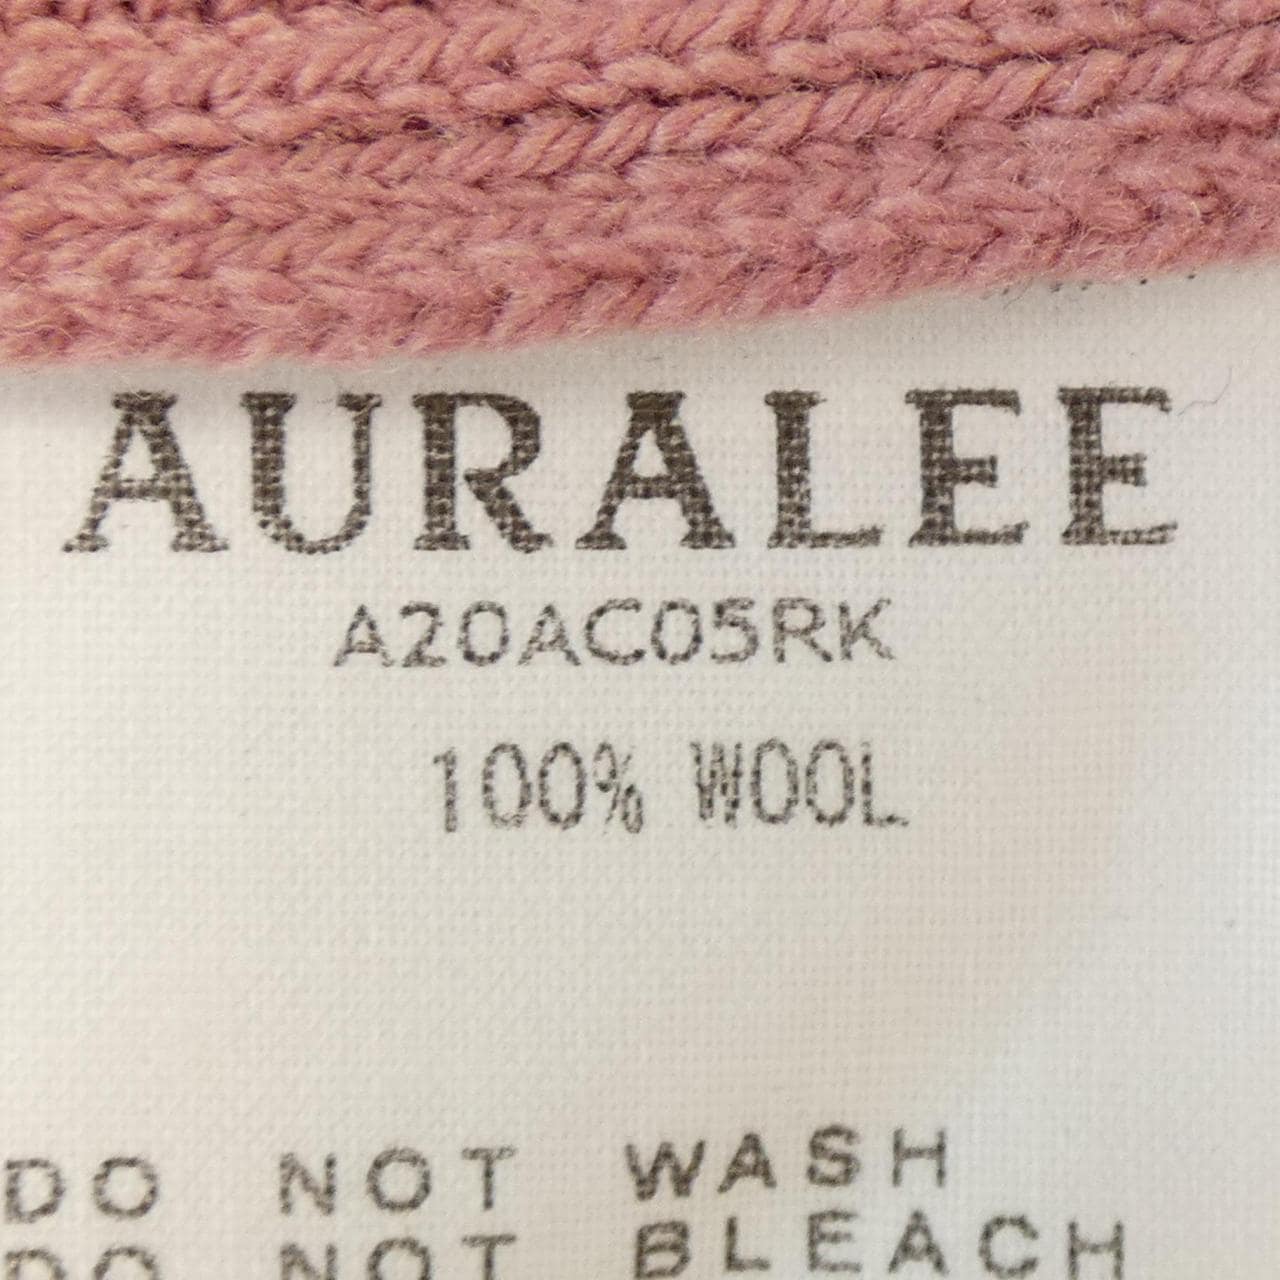 AURALEE
A20AC05RK
100% WOOL
DO NOT WASH
DO NOT BLEACH